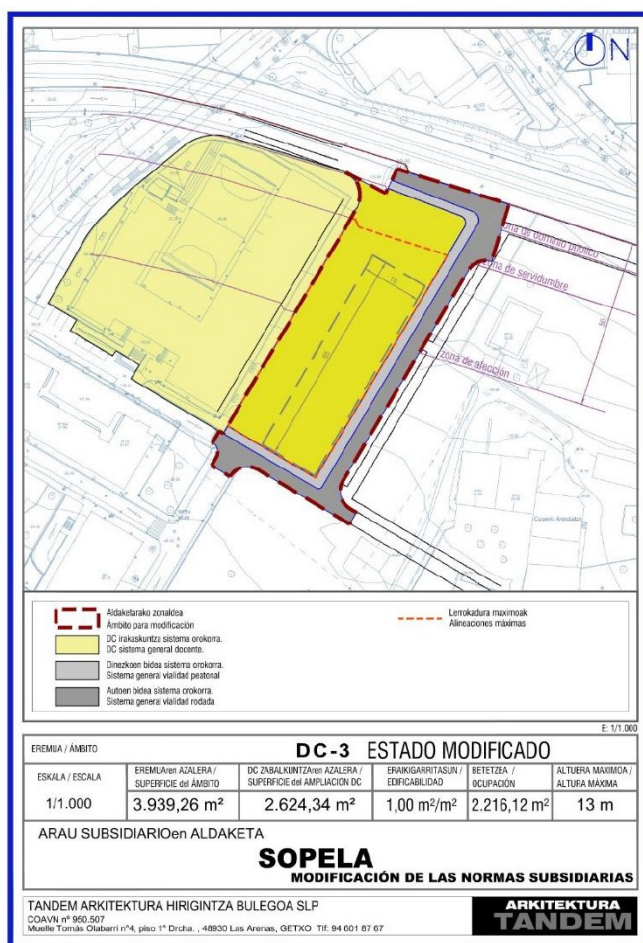 N
zona de dominio público
zona de servidumbre
zona de afección
50
Caserio Arostatza
Aldaketarako zonaldea
Ámbito para modificación
DC irakaskuntza sistema orokorra.
DC sistema general docente.
Oinezkoen bidea sistema orokorra.
Sistema general vialidad peatonal
Autoen bidea sistema orokorra.
Sistema general vialidad rodada
Lerrokadura maximoak
Alineaciones máximas
E: 1/1.000
EREMUA / ÁMBITO
DC-3 ESTADO MODIFICADO
ESKALA / ESCALA
1/1.000
EREMUAren AZALERA /
SUPERFICIE del ÁMBITO
3.939,26 m²
DC ZABALKUNTZAren AZALERA /
SUPERFICIE del AMPLIACIÓN DC
2.624,34 m²
ERAIKIGARRITASUN /
EDIFICABILIDAD
1,00 m²/m²
BETETZEA /
OCUPACIÓN
2.216,12 m²
ALTUERA MAXIMOA /
ALTURA MÁXIMA
13 m
ARAU SUBSIDIARIOen ALDAKETA
SOPELA
MODIFICACIÓN DE LAS NORMAS SUBSIDIARIAS
TANDEM ARKITEKTURA HIRIGINTZA BULEGOA SLP
COAVN nº 950.507
Muelle Tomás Olabarri nº4, piso 1º Drcha. , 48930 Las Arenas, GETXO Tlf: 94 601 87 67
ARKITEKTURA
TANDEM